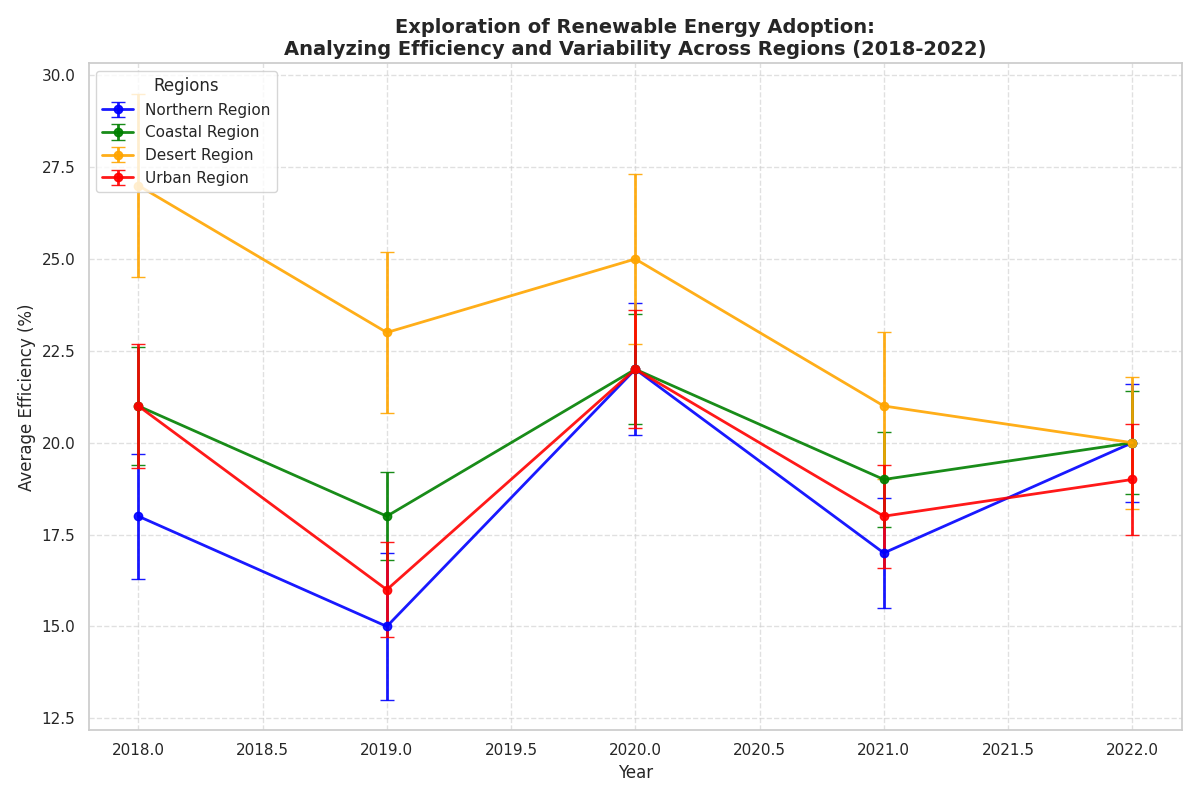 Exploration of Renewable Energy Adoption:
Analyzing Efficiency and Variability Across Regions (2018-2022)
Regions
Northern Region
Coastal Region
Desert Region
Urban Region
Average Efficiency (%)
30.0
27.5
25.0
22.5
20.0
17.5
15.0
12.5
2018.0
2018.5
2019.0
2019.5
2020.0
2020.5
2021.0
2021.5
2022.0
Year